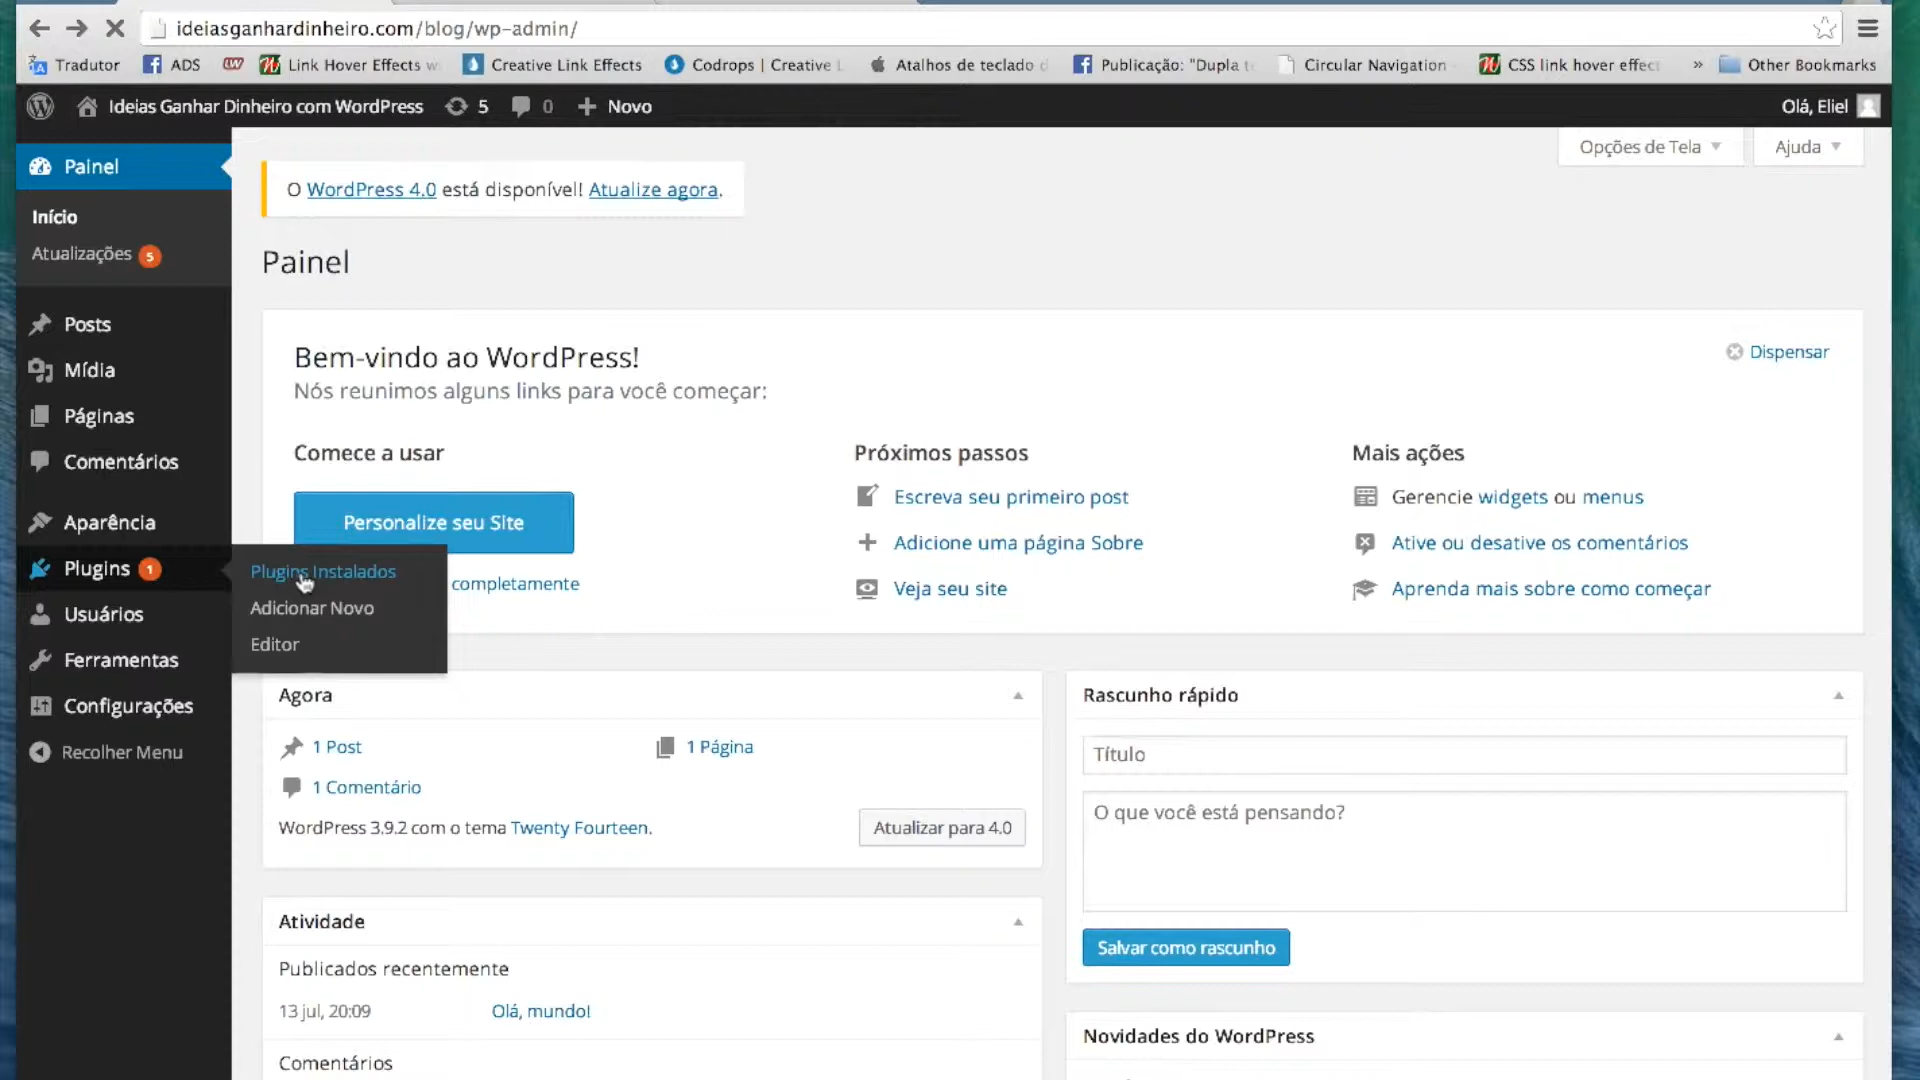 ideiasganhardinheiro.com/blog/wp-admin/
Tradutor
ADS
LW
Link Hover Effects
Creative Link Effects
Codrops | Creative
Atalhos de teclado
Publicação: "Dupla
Circular Navigation
CSS link hover effec
»
Other Bookmarks
Ideias Ganhar Dinheiro com WordPress
5
0
Novo
Olá, Eliel
Opções de Tela
Ajuda
Painel
Início
Atualizações 5
Posts
Mídia
Páginas
Comentários
Aparência
Plugins 1
Usuários
Ferramentas
Configurações
Recolher Menu
Plugins Instalados
Adicionar Novo
Editor
O WordPress 4.0 está disponível! Atualize agora.
Painel
Bem-vindo ao WordPress!
Nós reunimos alguns links para você começar:
Dispensar
Comece a usar
Personalize seu Site
completamente
Próximos passos
Escreva seu primeiro post
Adicione uma página Sobre
Veja seu site
Mais ações
Gerencie widgets ou menus
Ative ou desative os comentários
Aprenda mais sobre como começar
Agora
1 Post
1 Página
1 Comentário
WordPress 3.9.2 com o tema Twenty Fourteen.
Atualizar para 4.0
Atividade
Publicados recentemente
13 jul, 20:09
Olá, mundo!
Comentários
Rascunho rápido
Título
O que você está pensando?
Salvar como rascunho
Novidades do WordPress